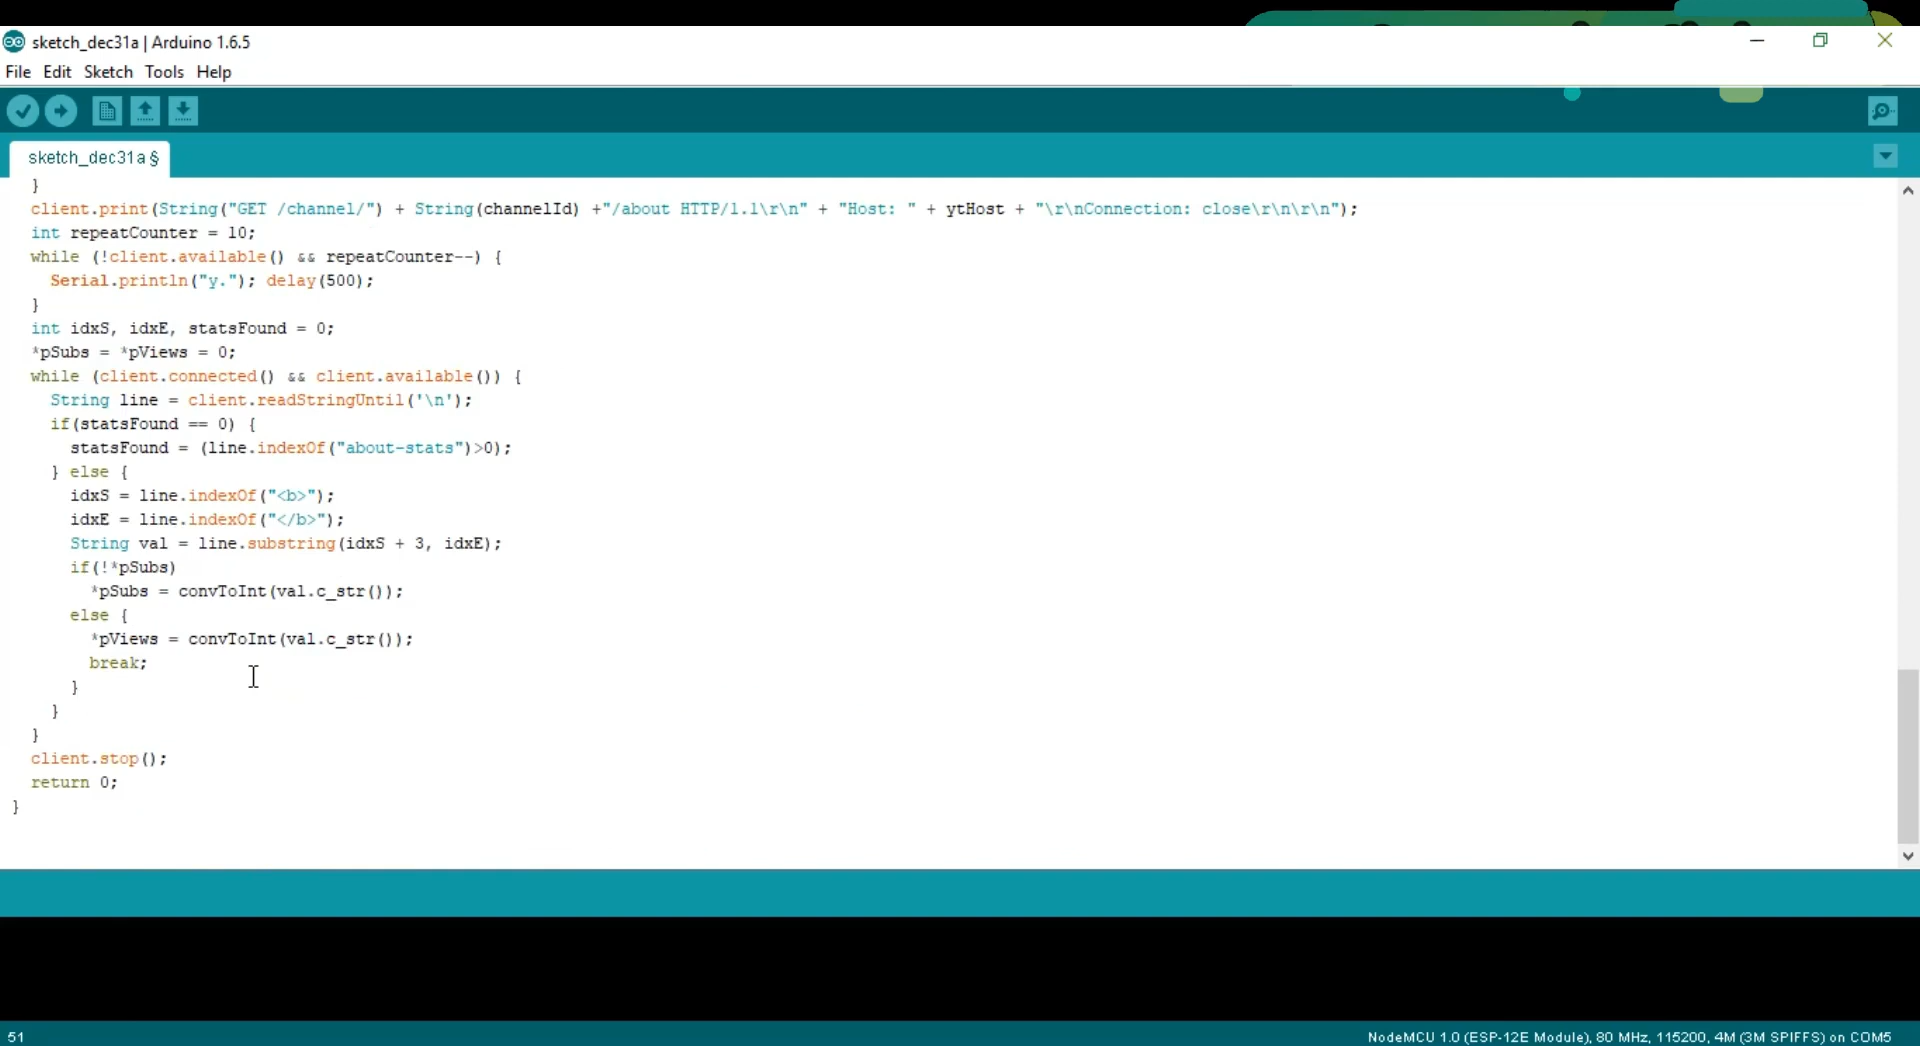 sketch_dec31a | Arduino 1.6.5
File Edit Sketch Tools Help
sketch_dec31a §
}
client.print(String("GET /channel/") + String(channelId) +"/about HTTP/1.1\r\n" + "Host: " + ytHost + "\r\nConnection: close\r\n\r\n");
int repeatCounter = 10;
while (!client.available() && repeatCounter--) {
Serial.println("y."); delay(500);
}
int idxS, idxE, statsFound = 0;
*pSubs = *pViews = 0;
while (client.connected() && client.available()) {
String line = client.readStringUntil('\n');
if(statsFound == 0) {
statsFound = (line.indexOf("about-stats")>0);
} else {
idxS = line.indexOf("<b>");
idxE = line.indexOf("</b>");
String val = line.substring(idxS + 3, idxE);
if(!*pSubs)
*pSubs = convToInt(val.c_str());
else {
*pViews = convToInt(val.c_str());
break;
}
}
}
client.stop();
return 0;
}
51
NodeMCU 1.0 (ESP-12E Module), 80 MHz, 115200, 4M (3M SPIFFS) on COM5